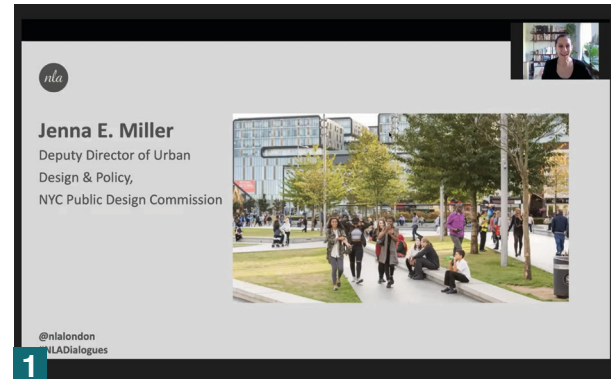 nla
Jenna E. Miller
Deputy Director of Urban
Design & Policy,
NYC Public Design Commission
@nlalondon
NLADialogues
1